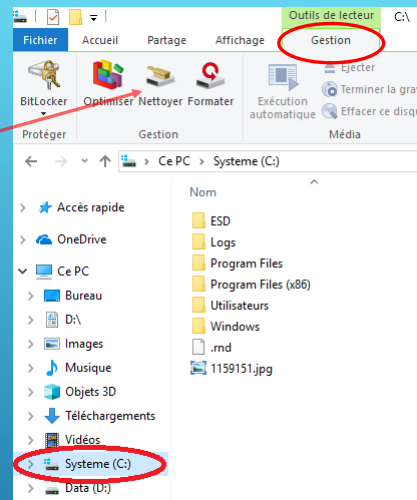 Outils de lecteur C:\
Fichier Accueil Partage Affichage Gestion
BitLocker Optimiser Nettoyer Formater Exécution automatique
Éjecter
Terminer la gra
Effacer ce disqu
Protéger Gestion Média
Ce PC > Systeme (C:)
Nom
Accès rapide
OneDrive
Ce PC
Bureau
D:\
Images
Musique
Objets 3D
Téléchargements
Vidéos
Systeme (C:)
Data (D:)
ESD
Logs
Program Files
Program Files (x86)
Utilisateurs
Windows
.rnd
1159151.jpg